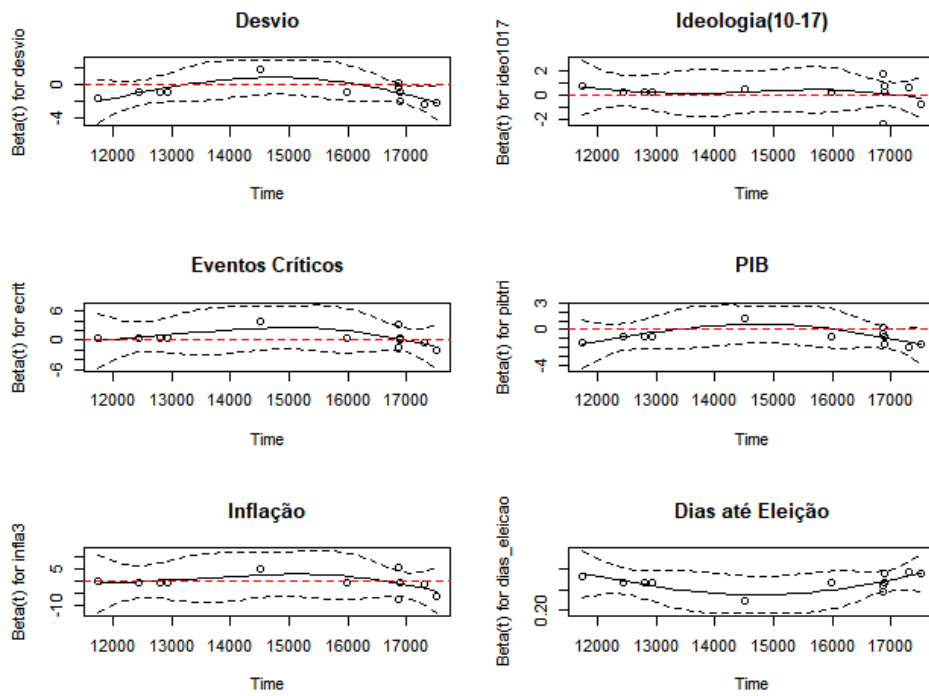 Desvio
Beta(t) for desvio
0
-4
12000 13000 14000 15000 16000 17000
Time
Ideologia(10-17)
Beta(t) for ideo1017
2
0
-2
12000 13000 14000 15000 16000 17000
Time
Eventos Críticos
Beta(t) for ecrit
6
0
-6
12000 13000 14000 15000 16000 17000
Time
PIB
Beta(t) for pibtri
3
0
-4
12000 13000 14000 15000 16000 17000
Time
Inflação
Beta(t) for infla3
5
-10
12000 13000 14000 15000 16000 17000
Time
Dias até Eleição
Beta(t) for dias_eleicao
0.20
12000 13000 14000 15000 16000 17000
Time